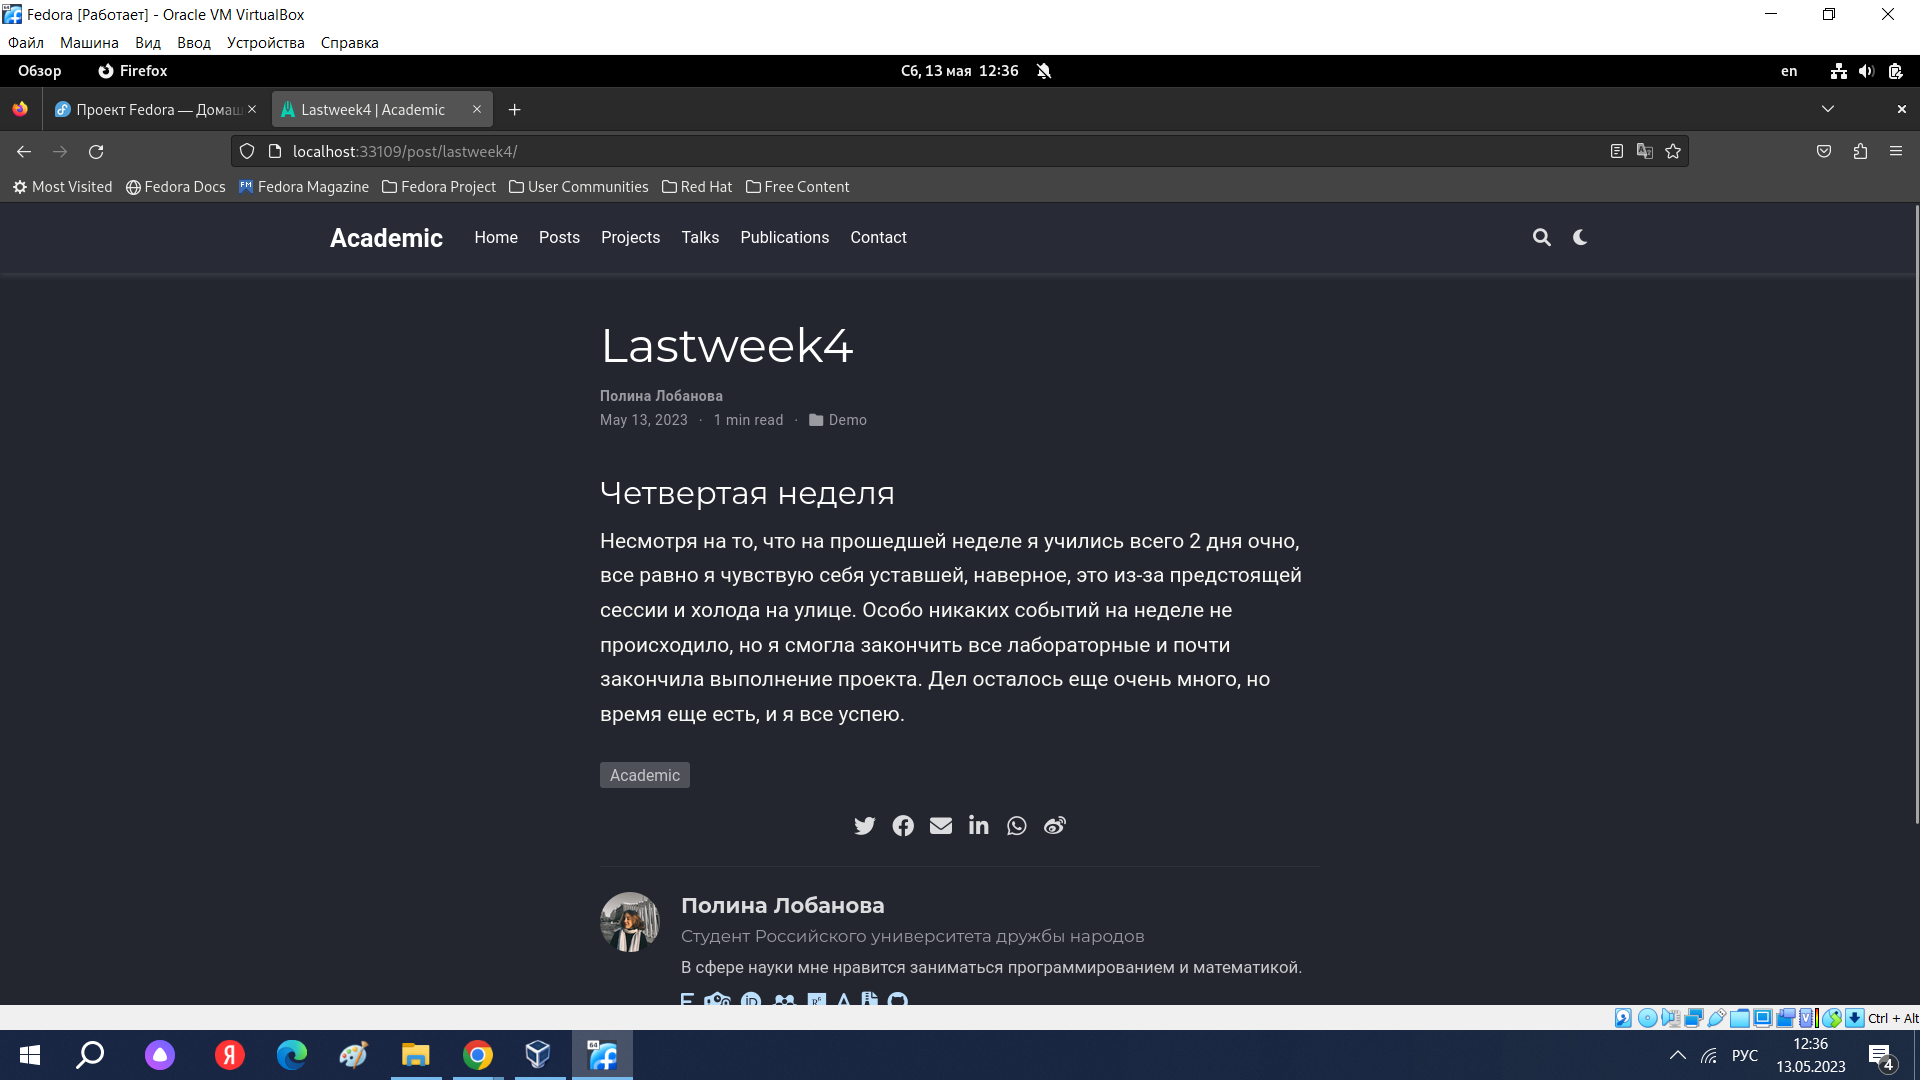 Fedora [Работает] - Oracle VM VirtualBox
Файл Машина Вид Ввод Устройства Справка
Обзор Firefox Сб, 13 мая 12:36 en
Проект Fedora — Домаш Lastweek4 | Academic
localhost:33109/post/lastweek4/
Most Visited Fedora Docs Fedora Magazine Fedora Project User Communities Red Hat Free Content
Academic Home Posts Projects Talks Publications Contact
Lastweek4
Полина Лобанова
May 13, 2023 · 1 min read · Demo
Четвертая неделя
Несмотря на то, что на прошедшей неделе я учились всего 2 дня очно,
все равно я чувствую себя уставшей, наверное, это из-за предстоящей
сессии и холода на улице. Особо никаких событий на неделе не
происходило, но я смогла закончить все лабораторные и почти
закончила выполнение проекта. Дел осталось еще очень много, но
время еще есть, и я все успею.
Academic
Полина Лобанова
Студент Российского университета дружбы народов
В сфере науки мне нравится заниматься программированием и математикой.
Ctrl + Alt
РУС 12:36
13.05.2023
4